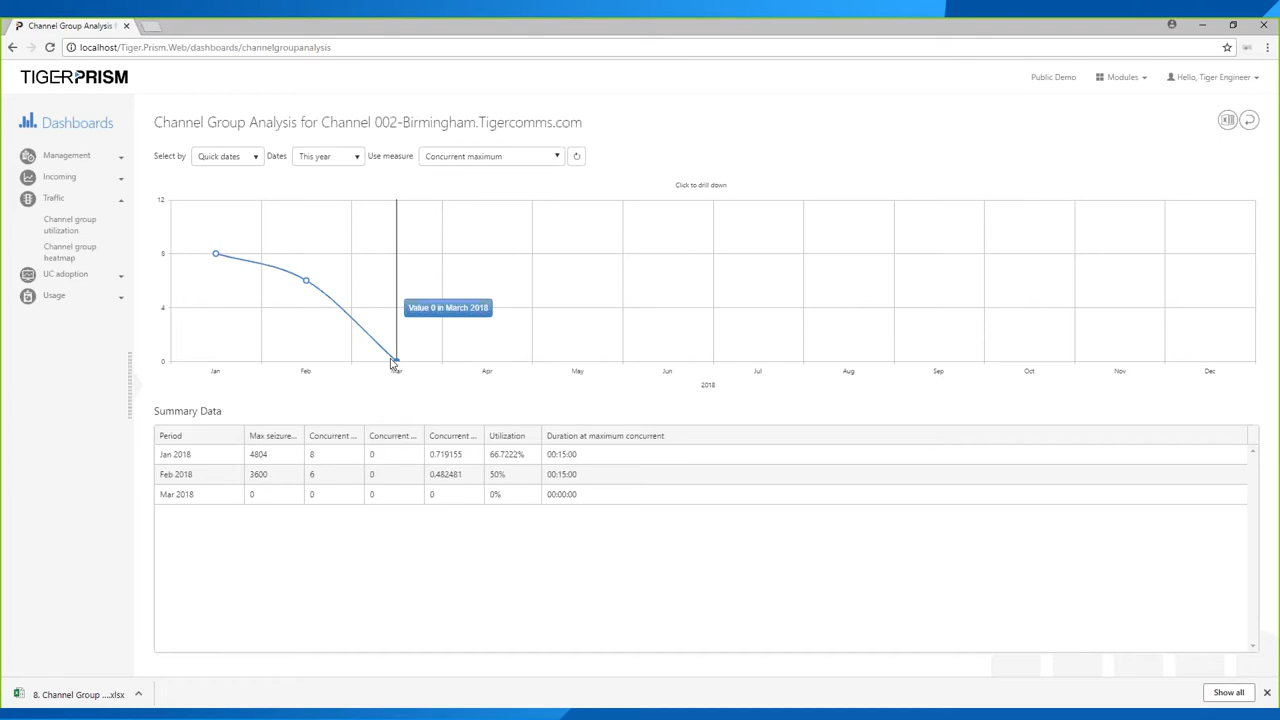 Channel Group Analysis f
localhost/Tiger.Prism.Web/dashboards/channelgroupanalysis
TIGERPRISM
Public Demo
Modules
Hello, Tiger Engineer
Dashboards
Management
Incoming
Traffic
Channel group
utilization
Channel group
heatmap
UC adoption
Usage
Channel Group Analysis for Channel 002-Birmingham.Tigercomms.com
Select by Quick dates Dates This year Use measure Concurrent maximum
Click to drill down
12
8
4
0
Value 0 in March 2018
Jan Feb Mar Apr May Jun Jul Aug Sep Oct Nov Dec
2018
Summary Data
Period Max seizure... Concurrent ... Concurrent ... Concurrent ... Utilization Duration at maximum concurrent
Jan 2018 4804 8 0 0.719155 66.7222% 00:15:00
Feb 2018 3600 6 0 0.482481 50% 00:15:00
Mar 2018 0 0 0 0 0% 00:00:00
8. Channel Group ....xlsx
Show all